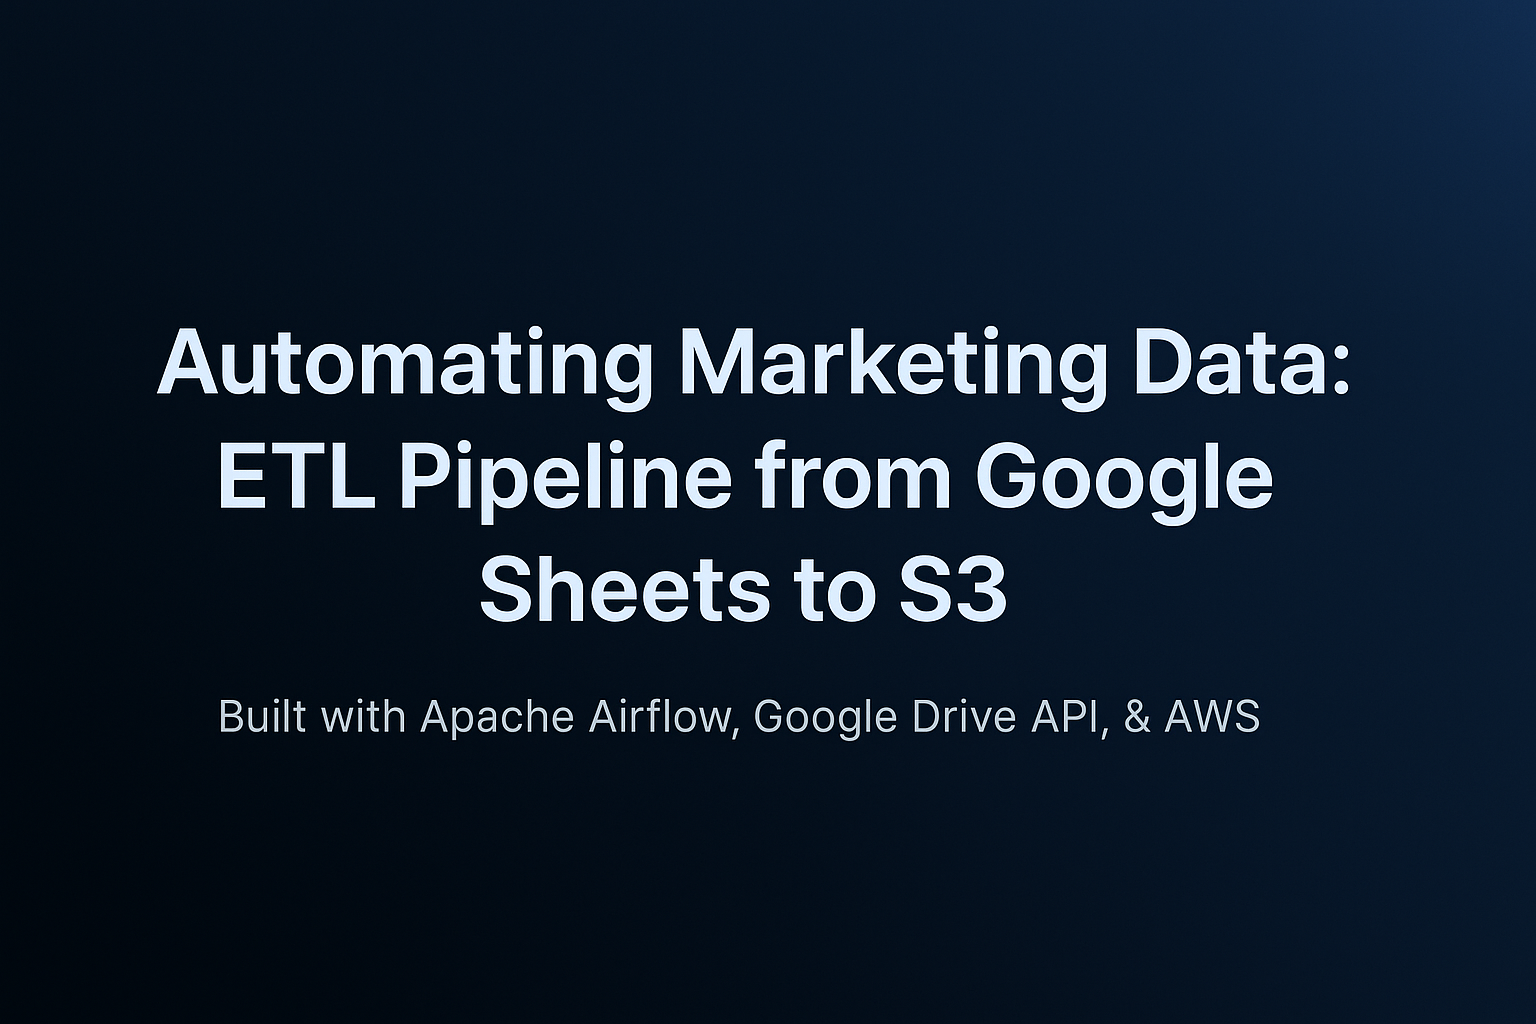 Automating Marketing Data:
ETL Pipeline from Google
Sheets to S3
Built with Apache Airflow, Google Drive API, & AWS